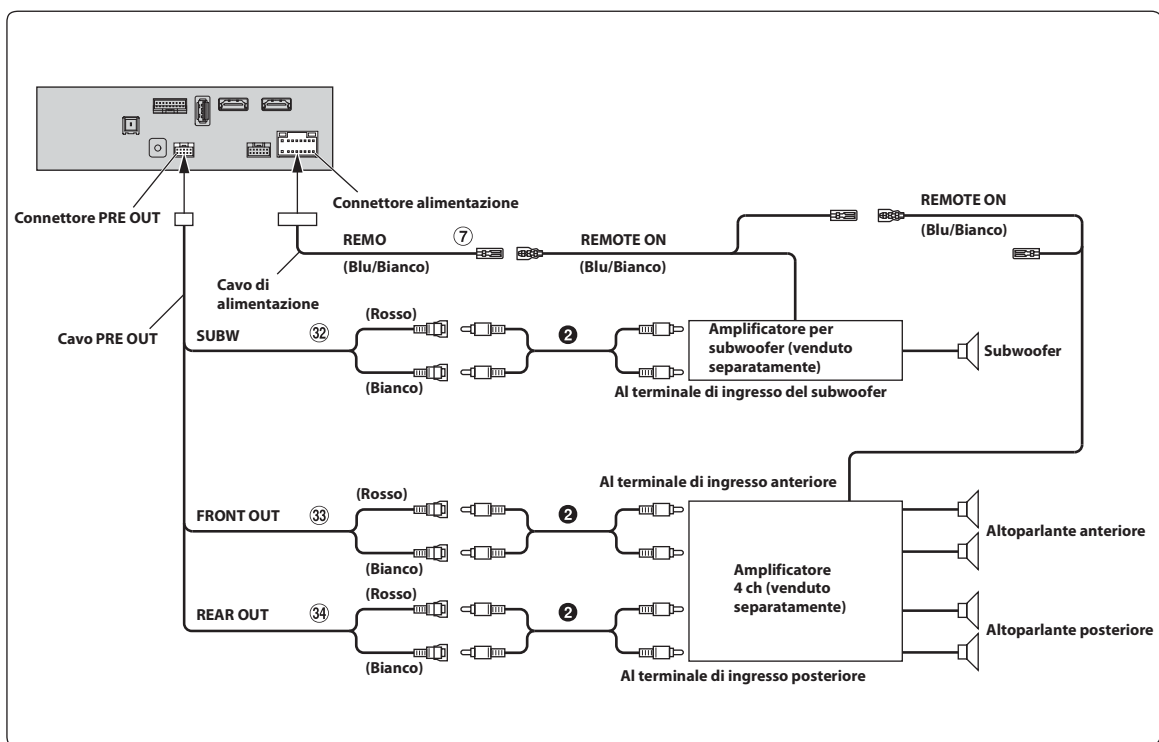 Connettore PRE OUT
Connettore alimentazione
REMOTE ON
(Blu/Bianco)
REMO
7
(Blu/Bianco)
REMOTE ON
(Blu/Bianco)
Cavo di
alimentazione
Cavo PRE OUT
SUBW
32
(Rosso)
(Bianco)
2
Amplificatore per
subwoofer (venduto
separatamente)
Subwoofer
Al terminale di ingresso del subwoofer
Al terminale di ingresso anteriore
FRONT OUT
33
(Rosso)
(Bianco)
2
Altoparlante anteriore
Amplificatore
4 ch (venduto
separatamente)
REAR OUT
34
(Rosso)
(Bianco)
2
Altoparlante posteriore
Al terminale di ingresso posteriore